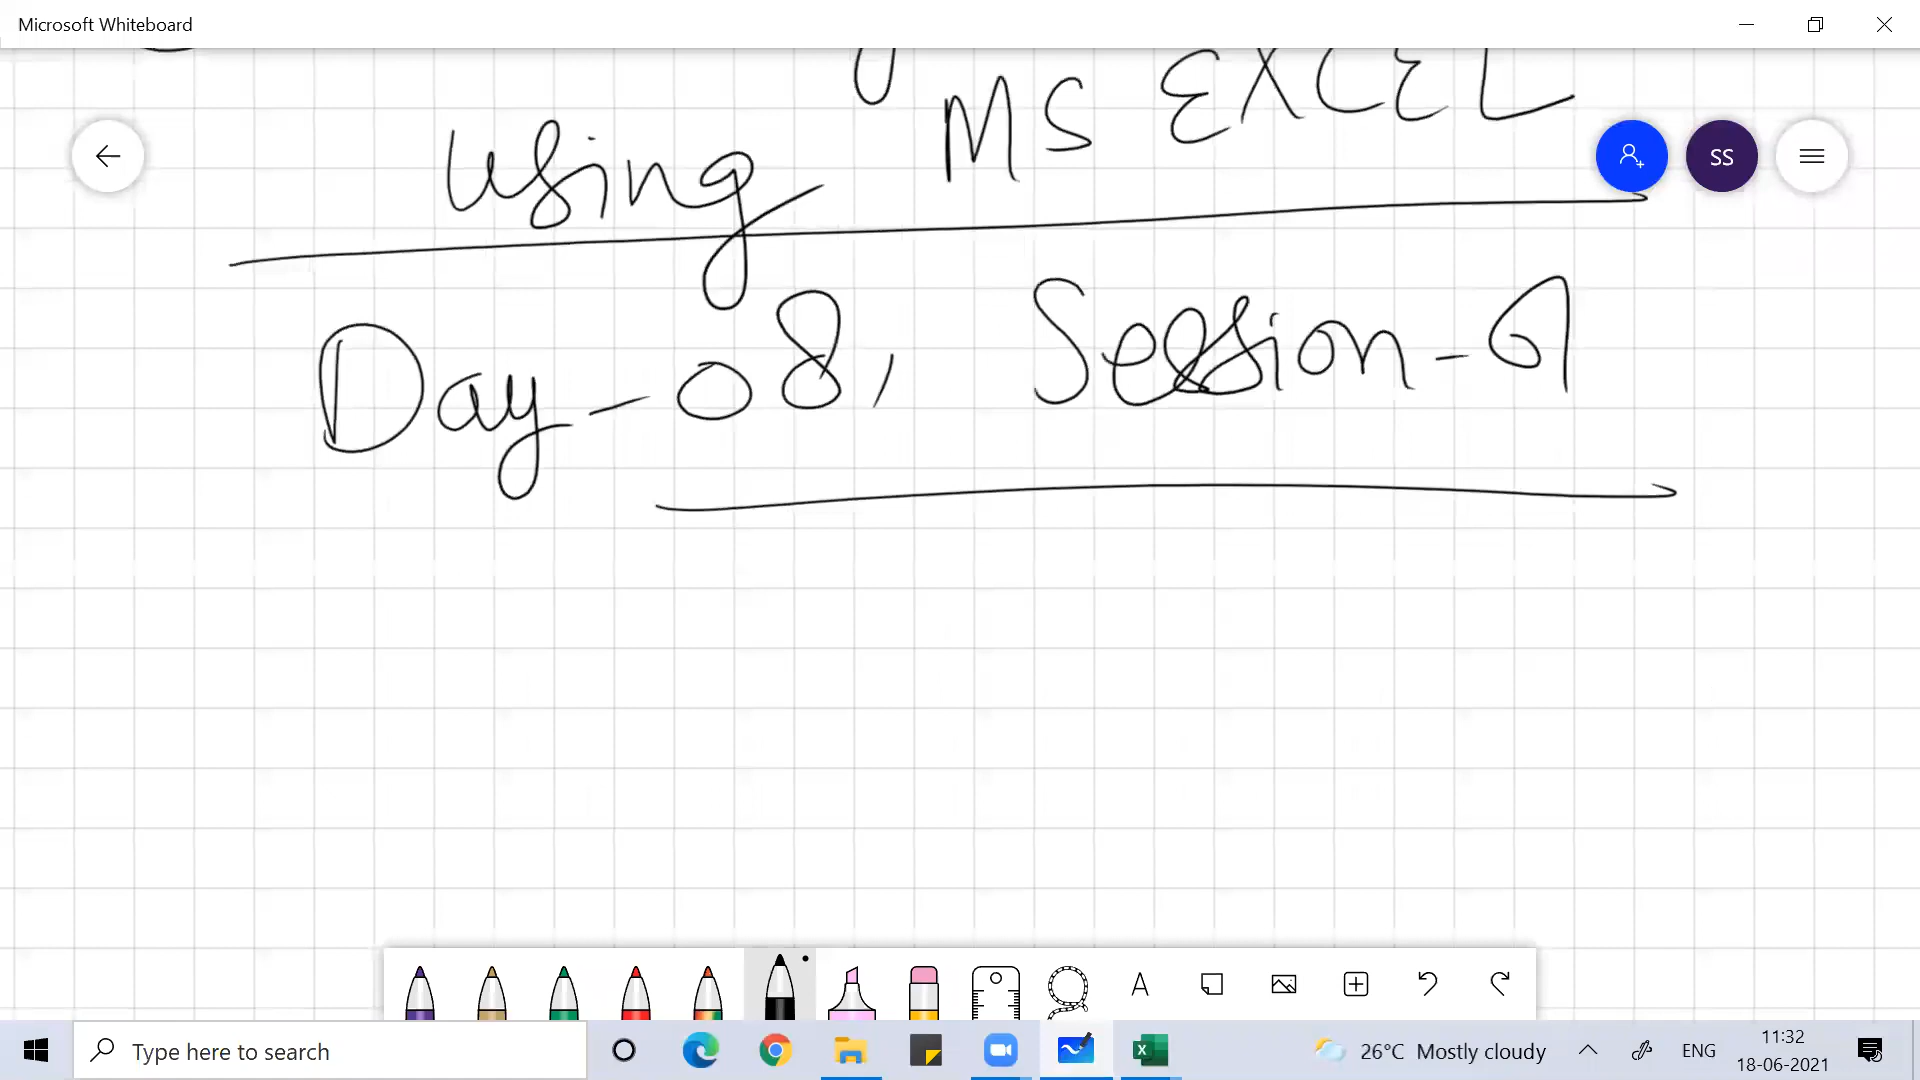 Microsoft Whiteboard
using MS EXCEL
SS
Day-08, Session-01
A
Type here to search
26°C Mostly cloudy
ENG
11:32
18-06-2021